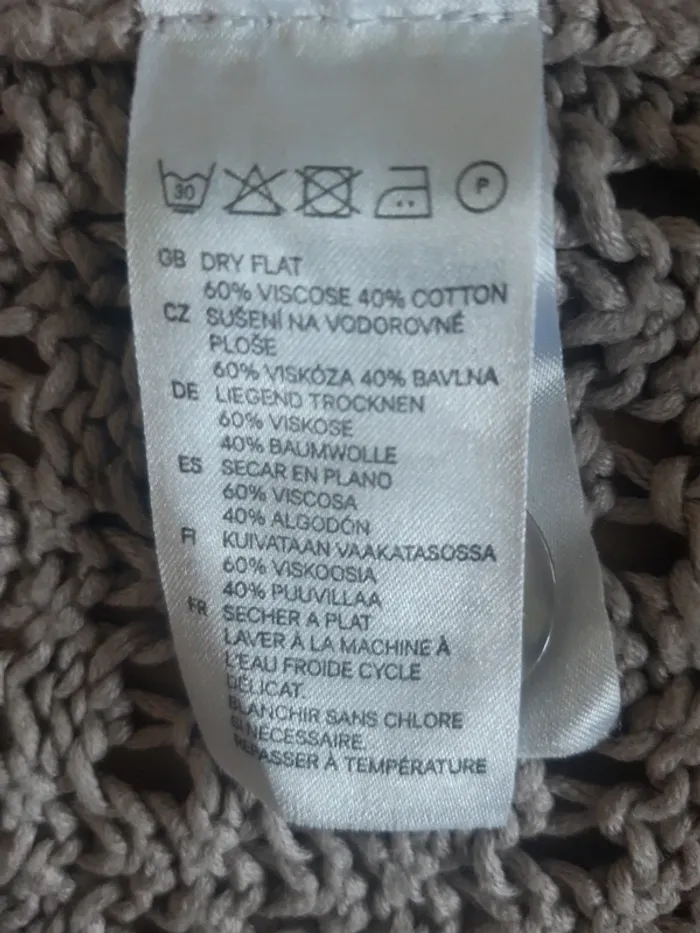 30 P
GB DRY FLAT
60% VISCOSE 40% COTTON
CZ SUŠENÍ NA VODOROVNÉ
PLOŠE
60% VISKÓZA 40% BAVLNA
DE LIEGEND TROCKNEN
60% VISKOSE
40% BAUMWOLLE
ES SECAR EN PLANO
60% VISCOSA
40% ALGODÓN
FI KUIVATAAN VAAKATASOSSA
60% VISKOOSIA
40% PUUVILLAA
FR SECHER A PLAT
LAVER À LA MACHINE À
L'EAU FROIDE CYCLE
DÉLICAT.
BLANCHIR SANS CHLORE
SI NÉCESSAIRE.
REPASSER À TEMPÉRATURE